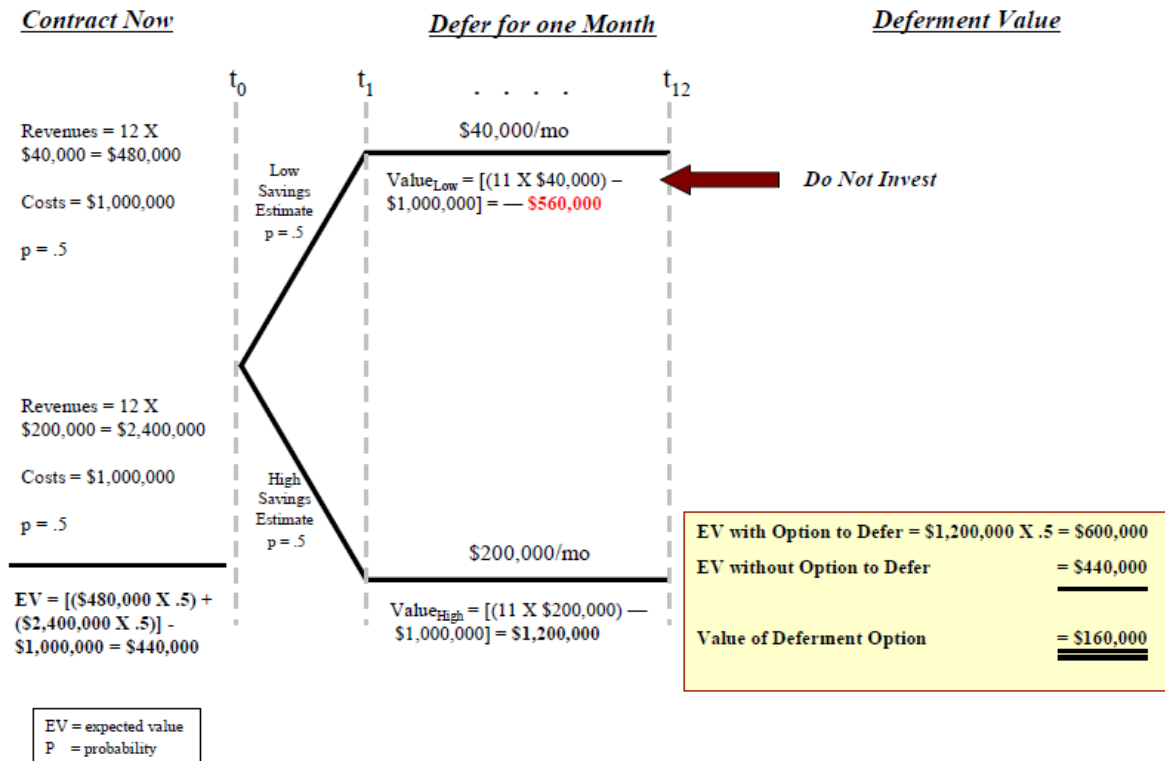 Contract Now
Defer for one Month
Deferment Value
t0
t1
. . . .
t12
Revenues = 12 X
$40,000 = $480,000
Costs = $1,000,000
p = .5
Low
Savings
Estimate
p = .5
$40,000/mo
ValueLow = [(11 X $40,000) –
$1,000,000] = — $560,000
Do Not Invest
Revenues = 12 X
$200,000 = $2,400,000
Costs = $1,000,000
p = .5
High
Savings
Estimate
p = .5
$200,000/mo
ValueHigh = [(11 X $200,000) —
$1,000,000] = $1,200,000
EV = [($480,000 X .5) +
($2,400,000 X .5)] -
$1,000,000 = $440,000
EV with Option to Defer = $1,200,000 X .5 = $600,000
EV without Option to Defer = $440,000
Value of Deferment Option = $160,000
EV = expected value
P = probability